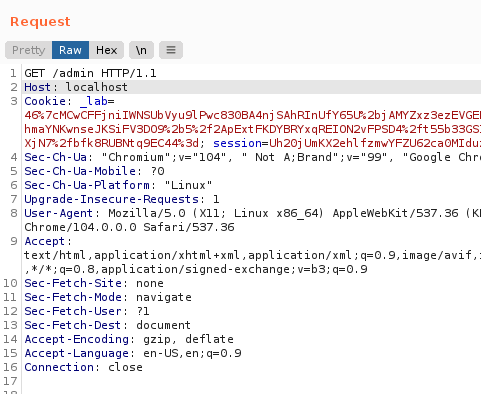 Request
Pretty Raw Hex \n ≡
1 GET /admin HTTP/1.1
2 Host: localhost
3 Cookie: _lab=
46%7cMCwCFFjniIWNSUbVyu9lPwc830BA4njSAhRInUfY65U%2bjAMYZxz3ezEVGE
hmaYNKwnseJKSiFV3DO9%2b5%2f2ApExtFKDYBRYxqREION2vFPSD4%2ft55b33GS
XjN7%2fbfk8RUBNtq9EC44%3d; session=Uh20jUmKX2ehlfzmwYFZU62ca0MIdu
4 Sec-Ch-Ua: "Chromium";v="104", " Not A;Brand";v="99", "Google Chr
5 Sec-Ch-Ua-Mobile: ?0
6 Sec-Ch-Ua-Platform: "Linux"
7 Upgrade-Insecure-Requests: 1
8 User-Agent: Mozilla/5.0 (X11; Linux x86_64) AppleWebKit/537.36 (K
Chrome/104.0.0.0 Safari/537.36
9 Accept:
text/html,application/xhtml+xml,application/xml;q=0.9,image/avif,
,*/*;q=0.8,application/signed-exchange;v=b3;q=0.9
10 Sec-Fetch-Site: none
11 Sec-Fetch-Mode: navigate
12 Sec-Fetch-User: ?1
13 Sec-Fetch-Dest: document
14 Accept-Encoding: gzip, deflate
15 Accept-Language: en-US,en;q=0.9
16 Connection: close
17
18